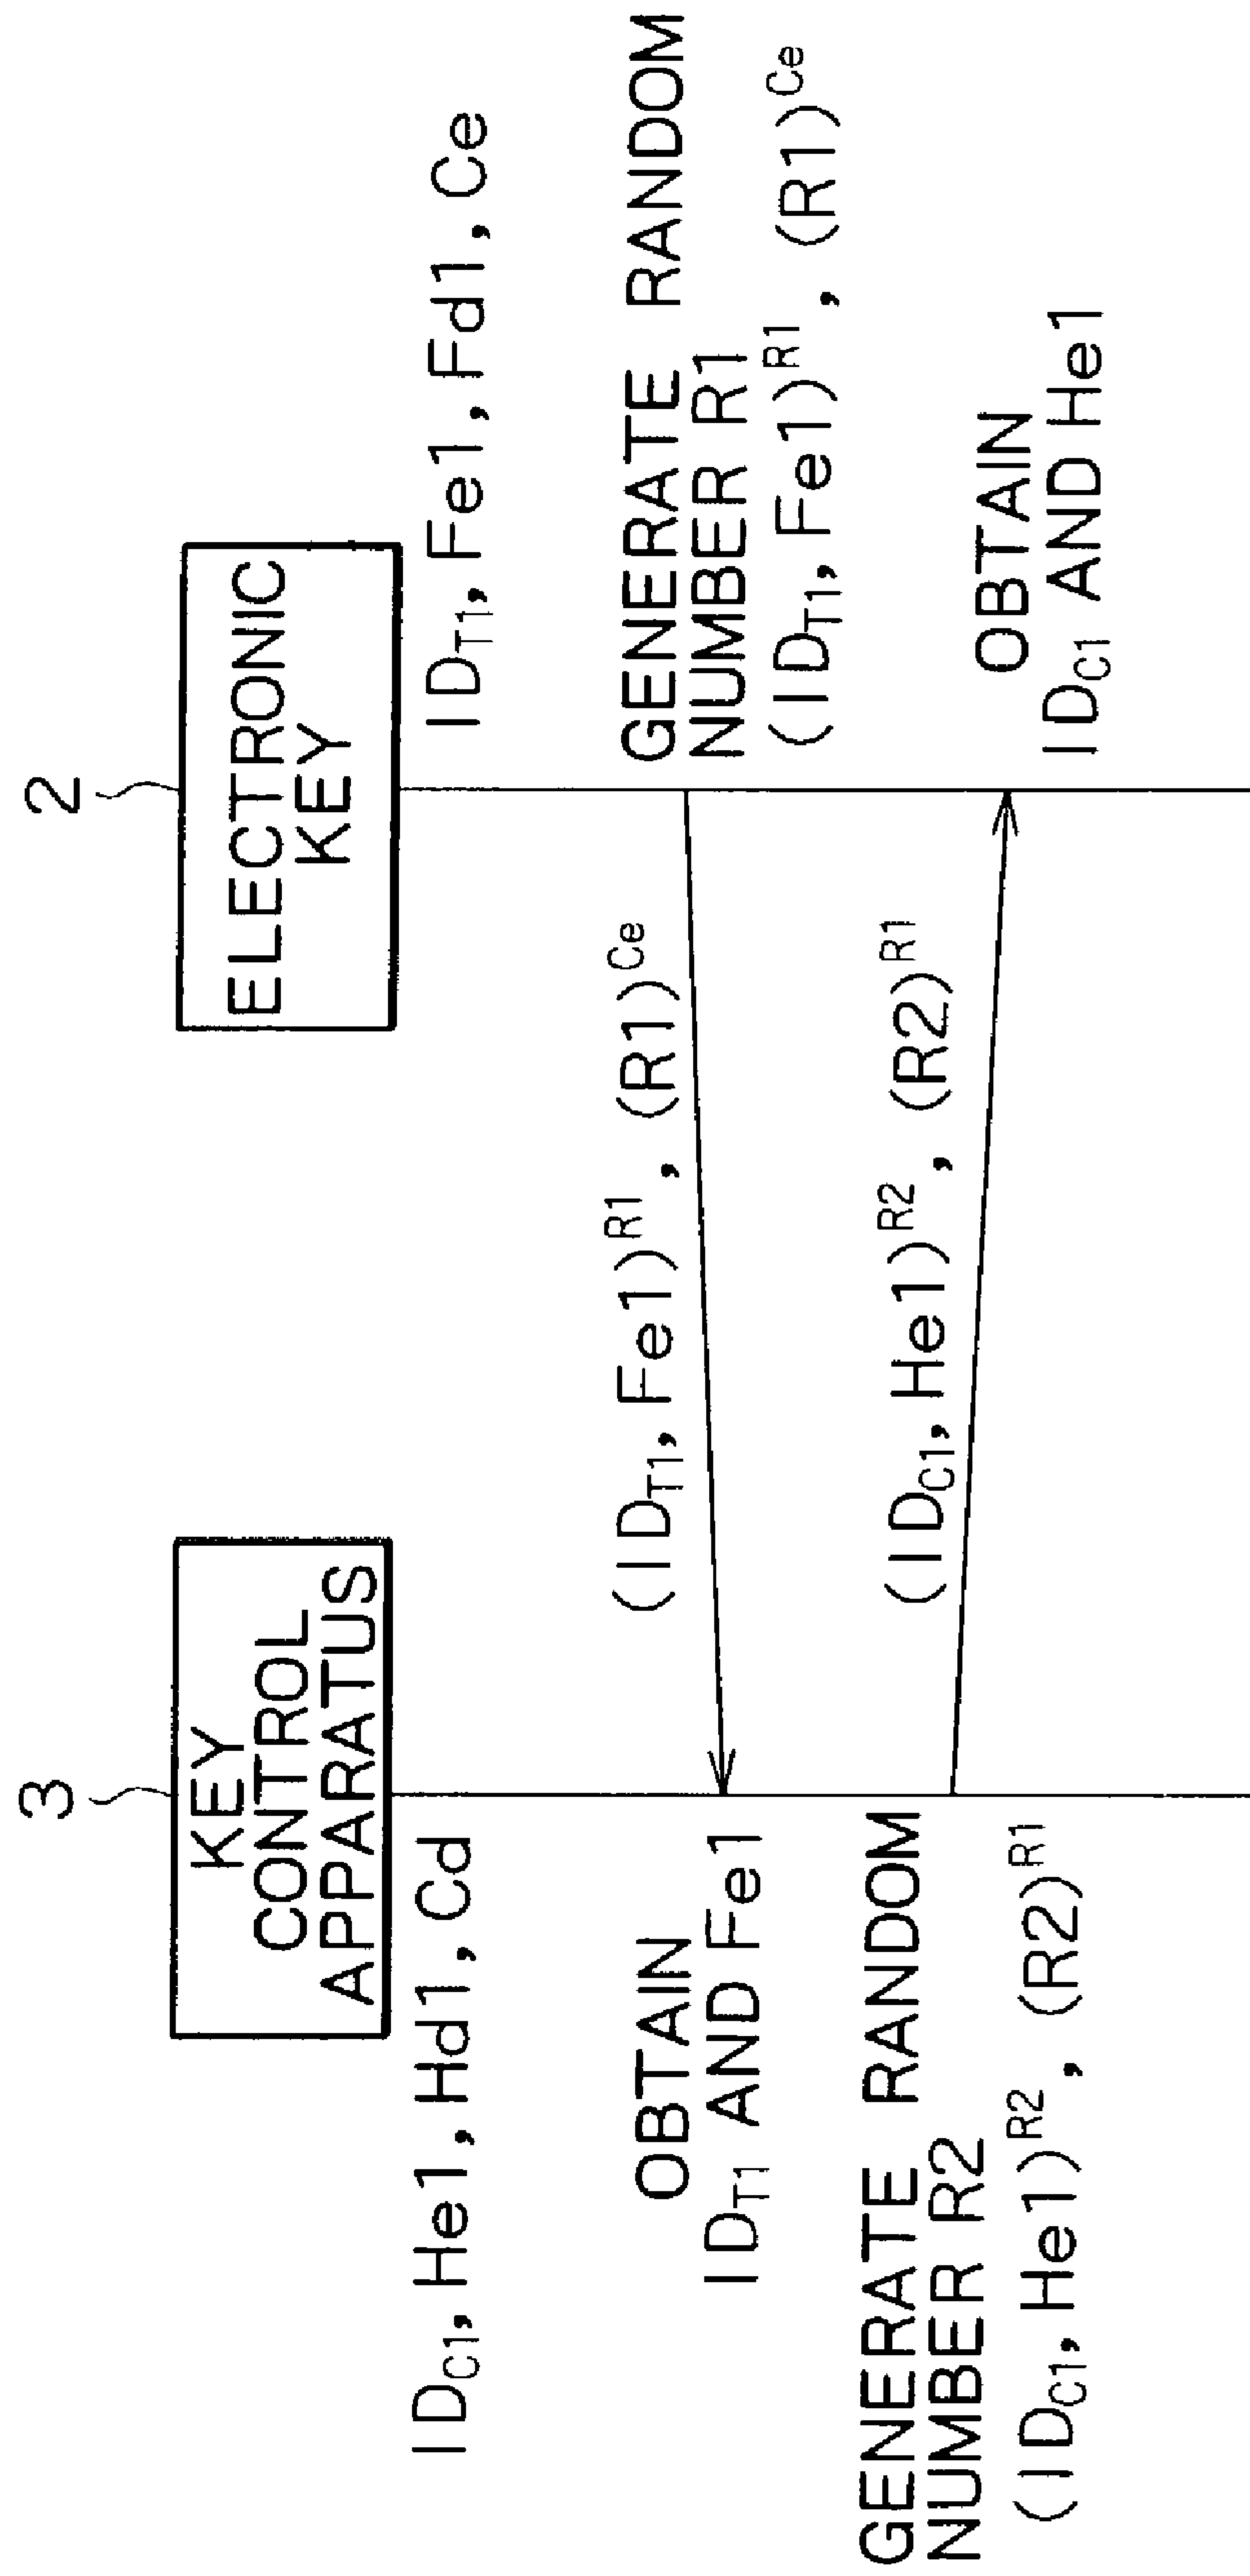 3
KEY
CONTROL
APPARATUS
2
ELECTRONIC
KEY
ID_C1, He1, Hd1, Cd
ID_T1, Fe1, Fd1, Ce
GENERATE RANDOM
NUMBER R1
(ID_T1, Fe1)^R1, (R1)^Ce
(ID_T1, Fe1)^R1, (R1)^Ce
OBTAIN
ID_T1 AND Fe1
GENERATE RANDOM
NUMBER R2
(ID_C1, He1)^R2, (R2)^R1
(ID_C1, He1)^R2, (R2)^R1
OBTAIN
ID_C1 AND He1